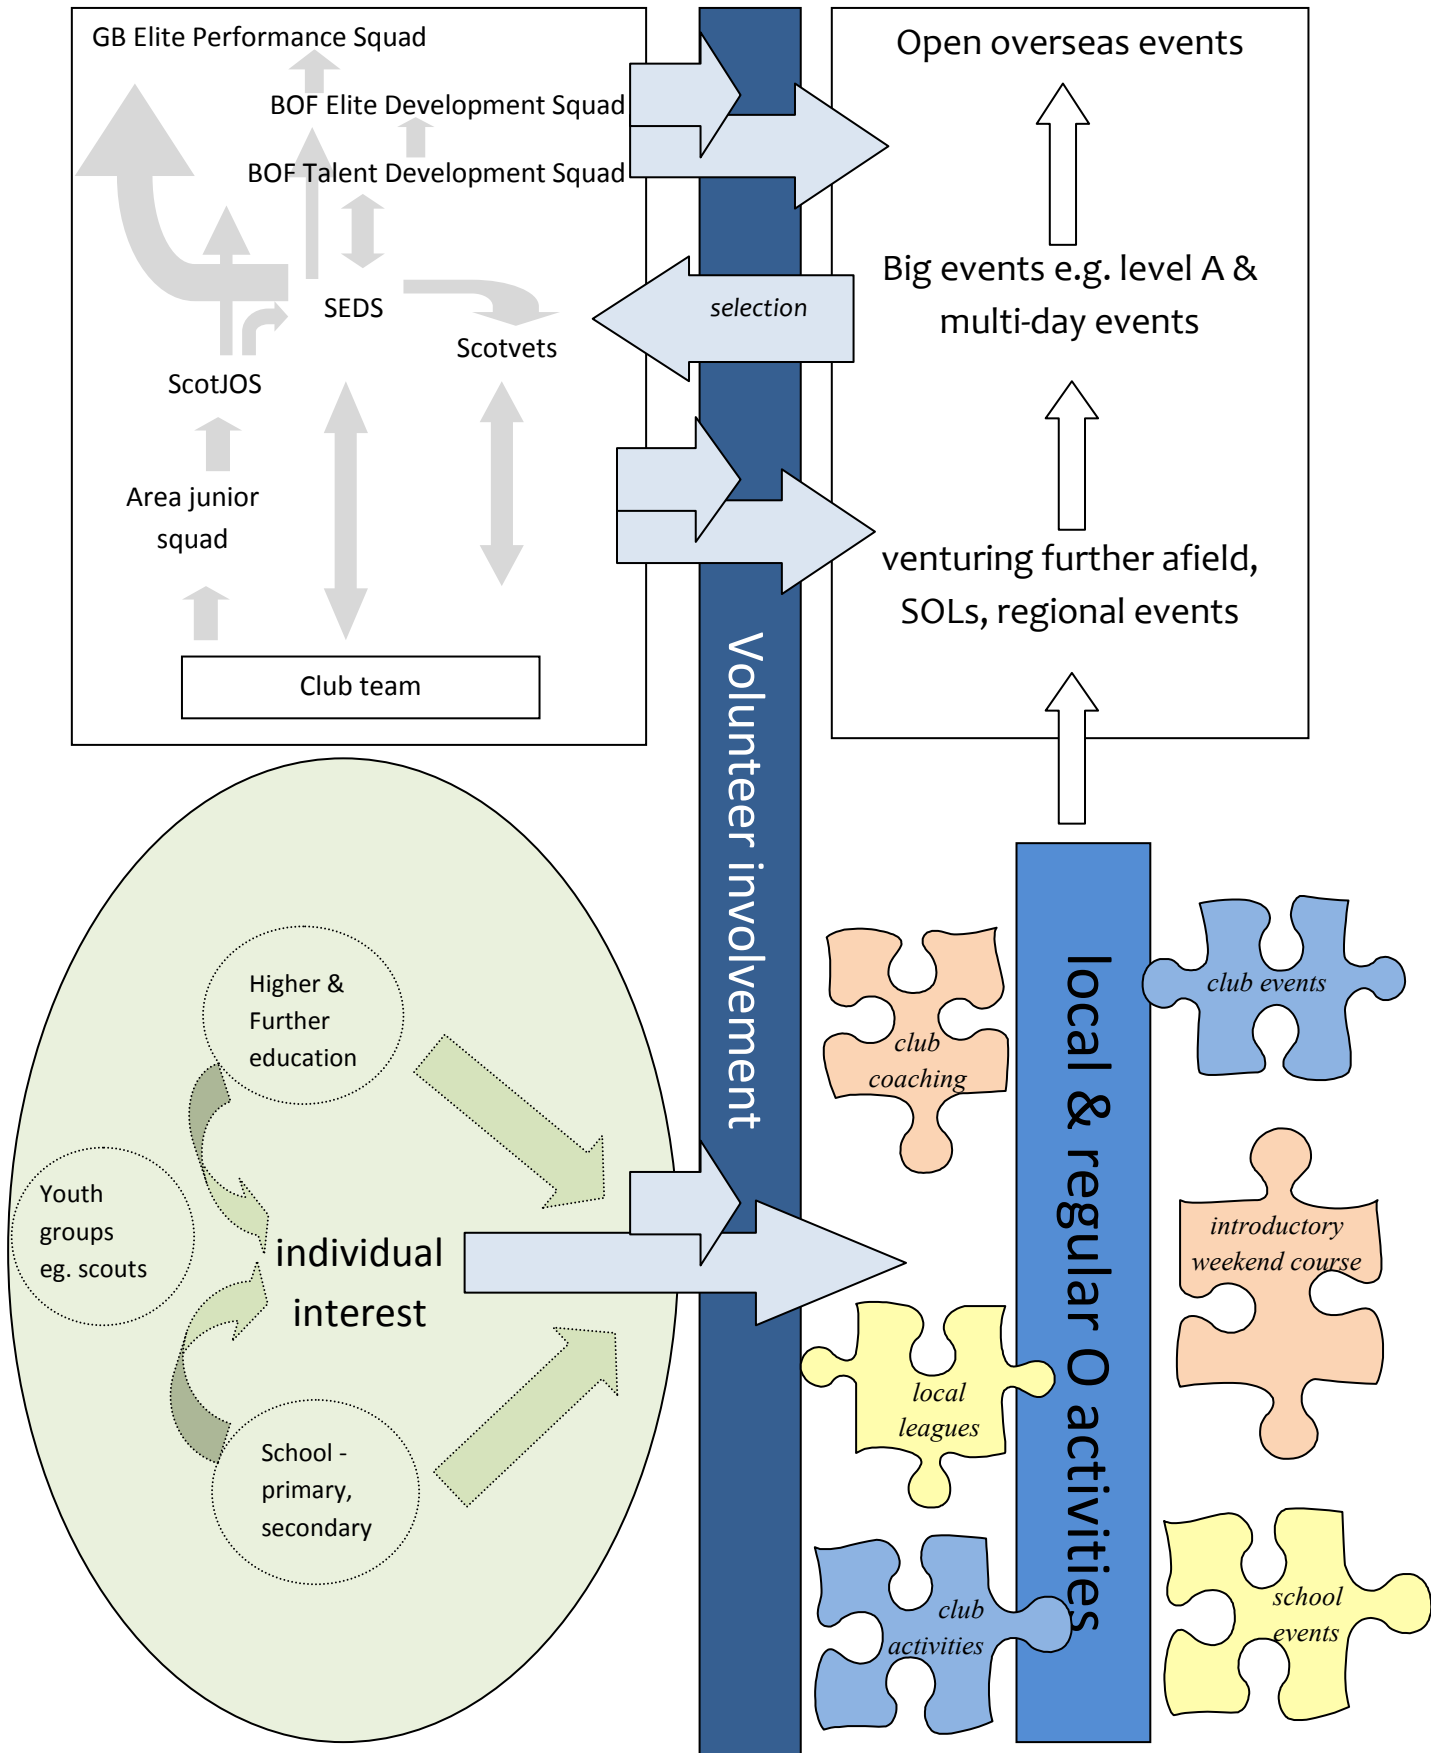 GB Elite Performance Squad
BOF Elite Development Squad
BOF Talent Development Squad
SEDS
Scotvets
ScotJOS
Area junior
squad
Club team
selection
Open overseas events
Big events e.g. level A &
multi-day events
venturing further afield,
SOLs, regional events
Volunteer involvement
Higher &
Further
education
Youth
groups
eg. scouts
individual
interest
School -
primary,
secondary
local & regular O activities
club
coaching
club events
introductory
weekend course
local
leagues
club
activities
school
events